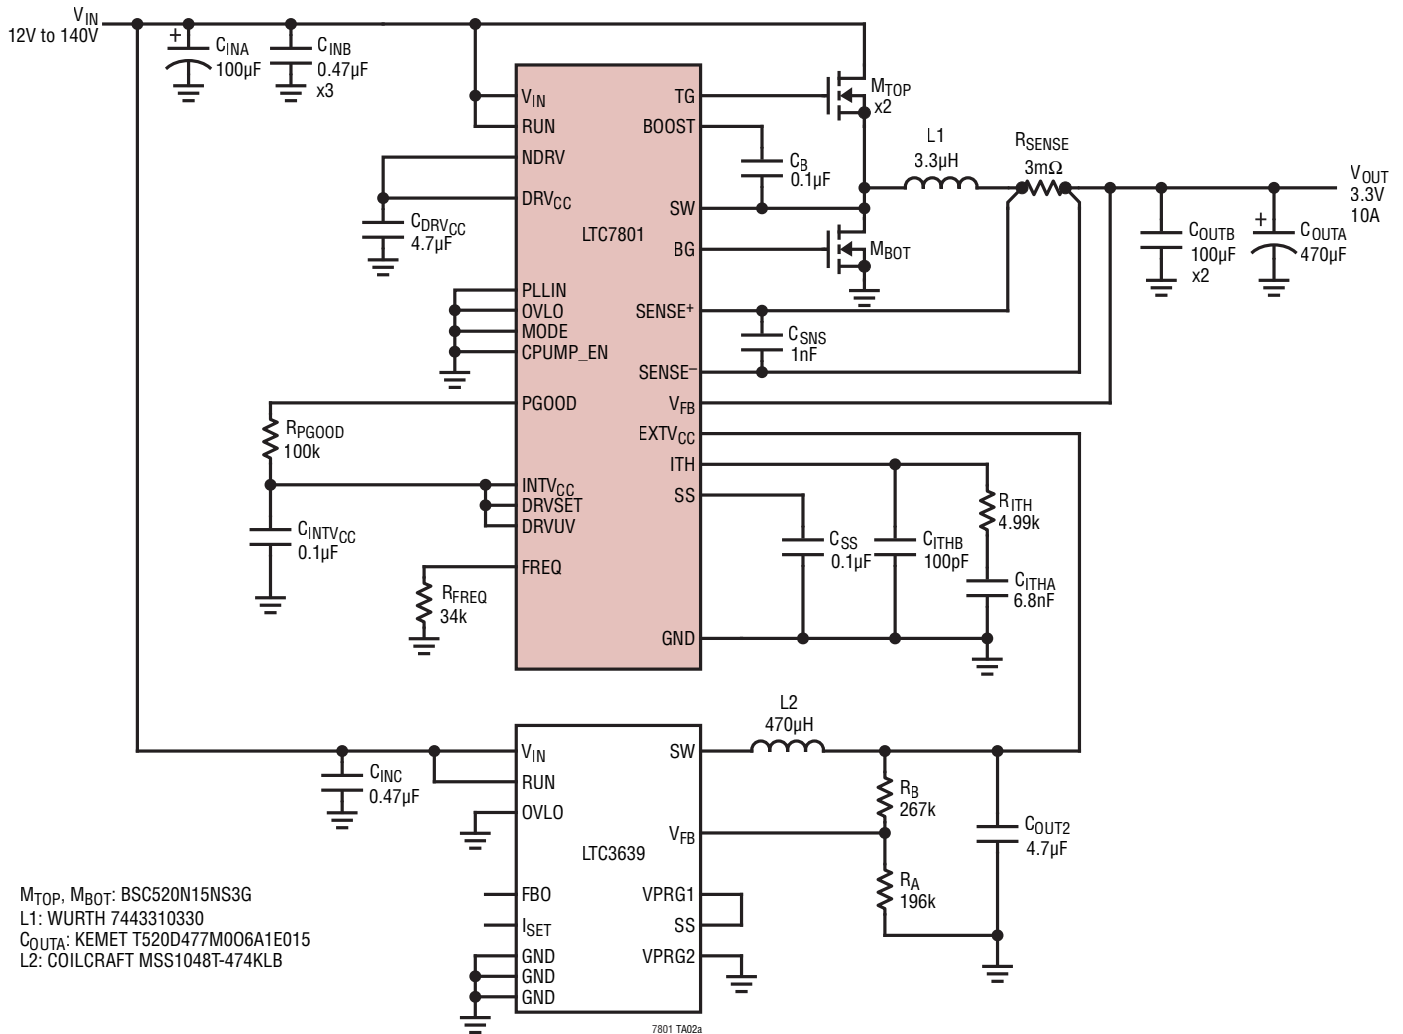 VIN
12V to 140V
CINA
100µF
CINB
0.47µF
x3
VIN
RUN
NDRV
DRVCC
CDRVCC
4.7µF
LTC7801
PLLIN
OVLO
MODE
CPUMP_EN
PGOOD
RPGOOD
100k
INTVCC
DRVSET
DRVUV
CINTVCC
0.1µF
FREQ
RFREQ
34k
TG
BOOST
SW
BG
SENSE+
SENSE–
VFB
EXTVCC
ITH
SS
GND
MTOP
x2
CB
0.1µF
MBOT
L1
3.3µH
RSENSE
3mΩ
VOUT
3.3V
10A
COUTB
100µF
x2
COUTA
470µF
CSNS
1nF
CSS
0.1µF
CITHB
100pF
RITH
4.99k
CITHA
6.8nF
CINC
0.47µF
VIN
RUN
OVLO
LTC3639
FBO
ISET
GND
GND
GND
SW
VFB
VPRG1
SS
VPRG2
L2
470µH
RB
267k
RA
196k
COUT2
4.7µF
MTOP, MBOT: BSC520N15NS3G
L1: WURTH 7443310330
COUTA: KEMET T520D477M006A1E015
L2: COILCRAFT MSS1048T-474KLB
7801 TA02a